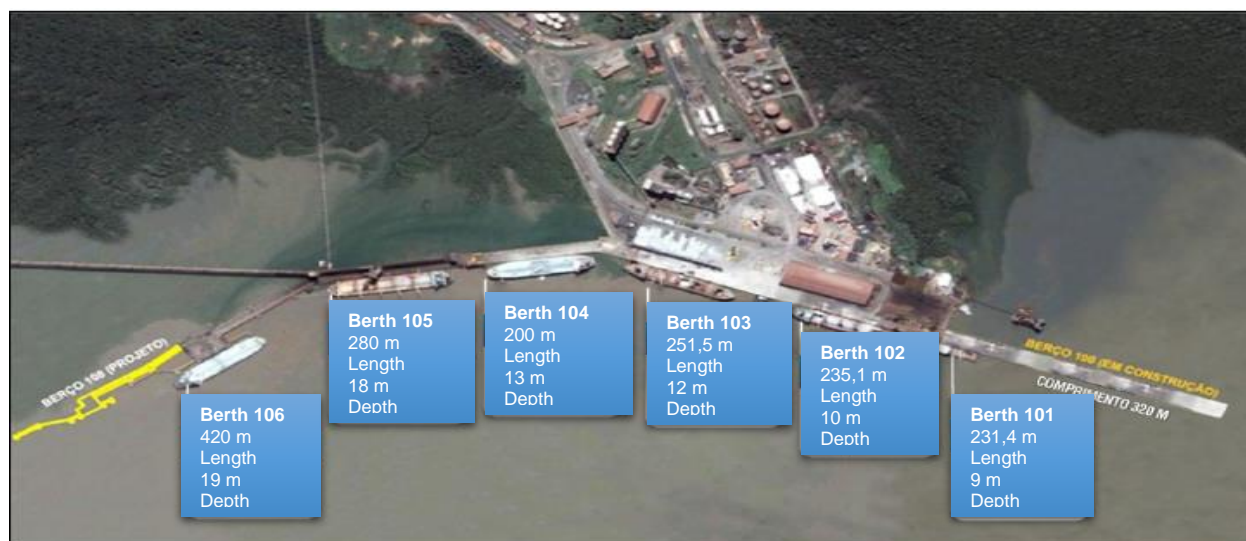 BERÇO 108 (PROJETO)
Berth 106
420 m
Length
19 m
Depth
Berth 105
280 m
Length
18 m
Depth
Berth 104
200 m
Length
13 m
Depth
Berth 103
251,5 m
Length
12 m
Depth
Berth 102
235,1 m
Length
10 m
Depth
BERÇO 100 (EM CONSTRUÇÃO)
COMPRIMENTO 320 M
Berth 101
231,4 m
Length
9 m
Depth